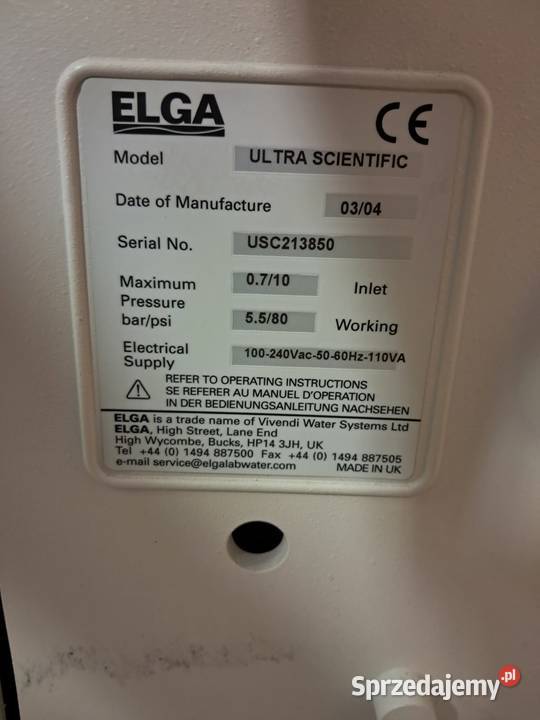 ELGA
CE
Model ULTRA SCIENTIFIC
Date of Manufacture 03/04
Serial No. USC213850
Maximum 0.7/10 Inlet
Pressure
bar/psi 5.5/80 Working
Electrical 100-240Vac-50-60Hz-110VA
Supply
REFER TO OPERATING INSTRUCTIONS
SE REFERER AU MANUEL D'OPERATION
IN DER BEDIENUNGSANLEITUNG NACHSEHEN
ELGA is a trade name of Vivendi Water Systems Ltd
ELGA, High Street, Lane End
High Wycombe, Bucks, HP14 3JH, UK
Tel +44 (0) 1494 887500 Fax +44 (0) 1494 887505
e-mail service@elgalabwater.com MADE IN UK
Sprzedajemy.pl